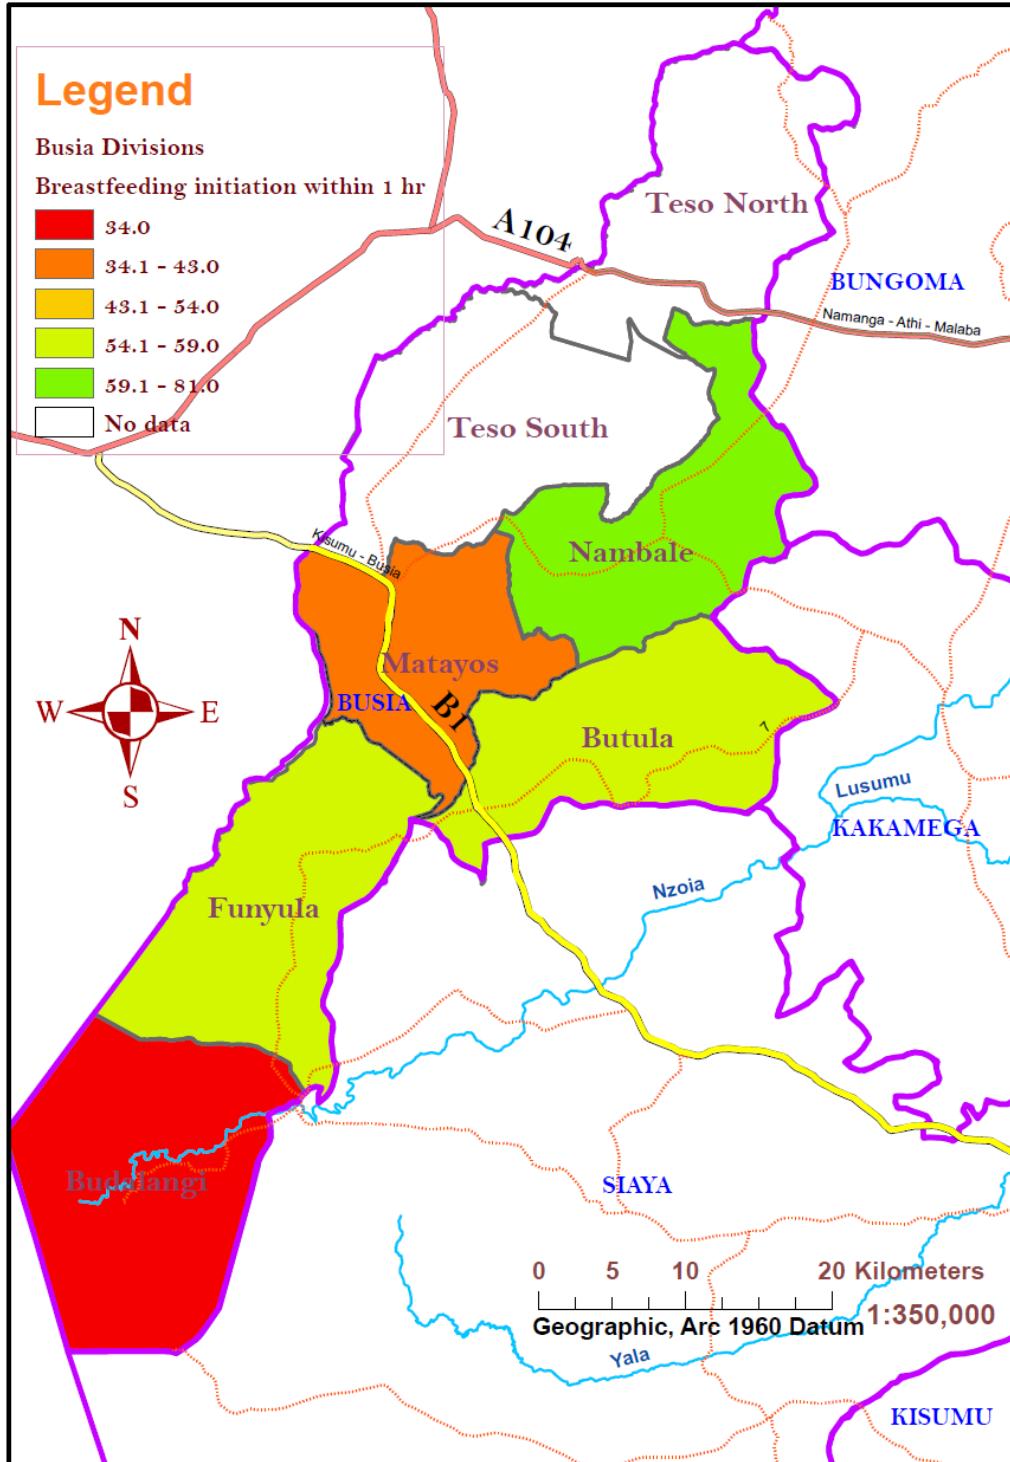 Legend
Busia Divisions
Breastfeeding initiation within 1 hr
34.0
34.1 - 43.0
43.1 - 54.0
54.1 - 59.0
59.1 - 81.0
No data
Teso North
A104
BUNGOMA
Namanga - Athi - Malaba
Teso South
Kisumu - Busia
Nambale
N
W
E
S
Matayos
BUSIA
B1
Butula
7
Lusumu
KAKAMEGA
Nzoia
Funyula
Budalangi
SIAYA
0 5 10 20 Kilometers
1:350,000
Geographic, Arc 1960 Datum
Yala
KISUMU